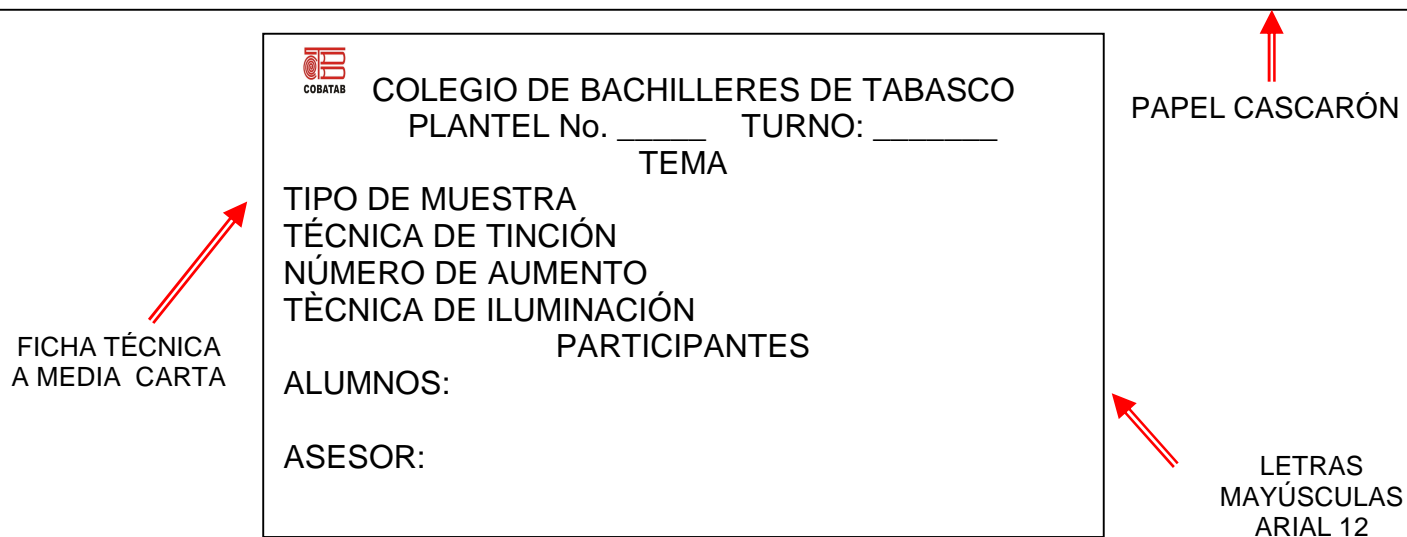 COBATAB
COLEGIO DE BACHILLERES DE TABASCO
PLANTEL No. _____ TURNO: _______
TEMA
TIPO DE MUESTRA
TÉCNICA DE TINCIÓN
NÚMERO DE AUMENTO
TÈCNICA DE ILUMINACIÓN
PARTICIPANTES
ALUMNOS:
ASESOR:
PAPEL CASCARÓN
FICHA TÉCNICA
A MEDIA CARTA
LETRAS
MAYÚSCULAS
ARIAL 12